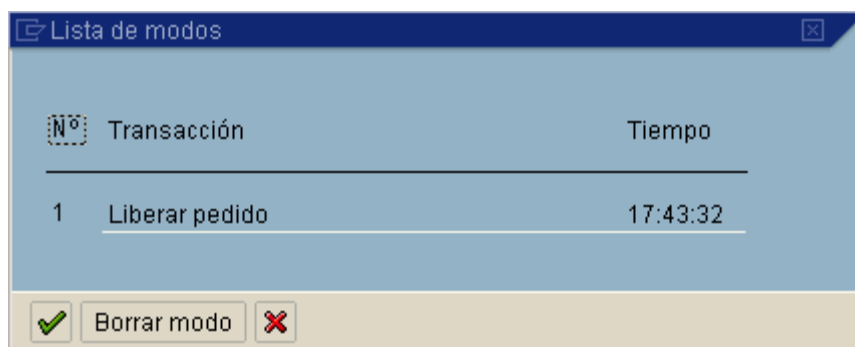 Lista de modos
Nº Transacción Tiempo
1 Liberar pedido 17:43:32
Borrar modo